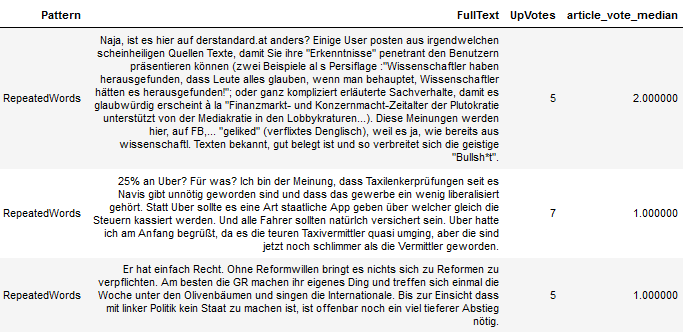 Pattern FullText UpVotes article_vote_median
Naja, ist es hier auf derstandard.at anders? Einige User posten aus irgendwelchen
scheinheiligen Quellen Texte, damit Sie ihre "Erkenntnisse" penetrant den Benutzern
präsentieren können (zwei Beispiele al s Persiflage :"Wissenschaftler haben
herausgefunden, dass Leute alles glauben, wenn man behauptet, Wissenschaftler
hätten es herausgefunden!"; oder ganz kompliziert erläuterte Sachverhalte, damit es
RepeatedWords glaubwürdig erscheint à la "Finanzmarkt- und Konzernmacht-Zeitalter der Plutokratie 5 2.000000
unterstützt von der Mediakratie in den Lobbykraturen...). Diese Meinungen werden
hier, auf FB,... "geliked" (verflixtes Denglisch), weil es ja, wie bereits aus
wissenschaftl. Texten bekannt, gut belegt ist und so verbreitet sich die geistige
"Bullsh*t".
25% an Uber? Für was? Ich bin der Meinung, dass Taxilenkerprüfungen seit es
Navis gibt unnötig geworden sind und dass das gewerbe ein wenig liberalisiert
gehört. Statt Uber sollte es eine Art staatliche App geben über welcher gleich die
RepeatedWords Steuern kassiert werden. Und alle Fahrer sollten natürlich versichert sein. Uber hatte 7 1.000000
ich am Anfang begrüßt, da es die teuren Taxivermittler quasi umging, aber die sind
jetzt noch schlimmer als die Vermittler geworden.
Er hat einfach Recht. Ohne Reformwillen bringt es nichts sich zu Reformen zu
verpflichten. Am besten die GR machen ihr eigenes Ding und treffen sich einmal die
RepeatedWords Woche unter den Olivenbäumen und singen die Internationale. Bis zur Einsicht dass 5 1.000000
mit linker Politik kein Staat zu machen ist, ist offenbar noch ein viel tieferer Abstieg
nötig.